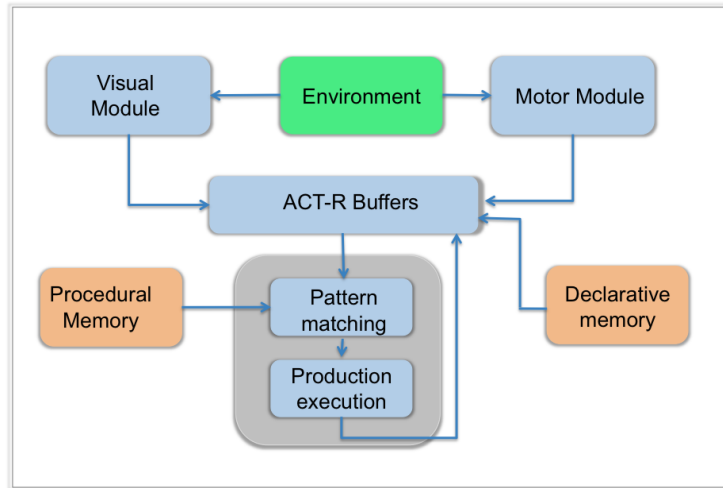 Visual
Module
Environment
Motor Module
ACT-R Buffers
Procedural
Memory
Pattern
matching
Declarative
memory
Production
execution